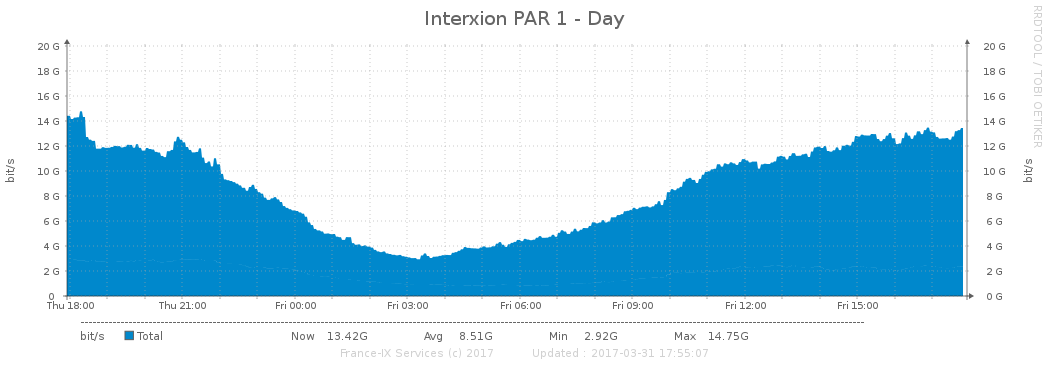 Interxion PAR 1 - Day
RRDTOOL / TOBI OETIKER
20 G 20 G
18 G 18 G
16 G 16 G
14 G 14 G
12 G 12 G
10 G 10 G
8 G 8 G
6 G 6 G
4 G 4 G
2 G 2 G
0 0 G
bit/s
bit/s
Thu 18:00 Thu 21:00 Fri 00:00 Fri 03:00 Fri 06:00 Fri 09:00 Fri 12:00 Fri 15:00
bit/s Total Now 13.42G Avg 8.51G Min 2.92G Max 14.75G
France-IX Services (c) 2017 Updated : 2017-03-31 17:55:07